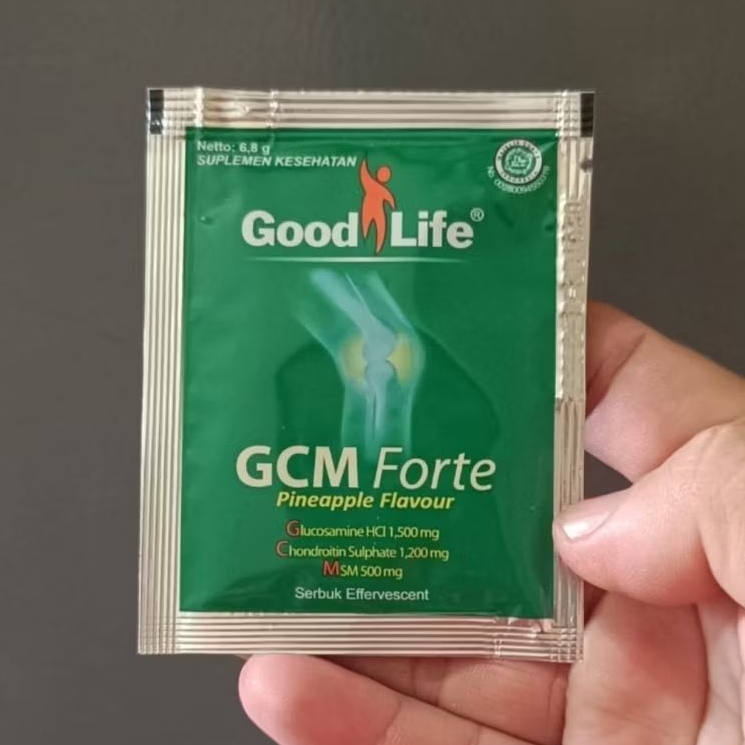 Netto: 6,8 g
SUPLEMEN KESEHATAN
Good Life®
GCM Forte
Pineapple Flavour
Glucosamine HCl 1,500 mg
Chondroitin Sulphate 1,200 mg
MSM 500 mg
Serbuk Effervescent